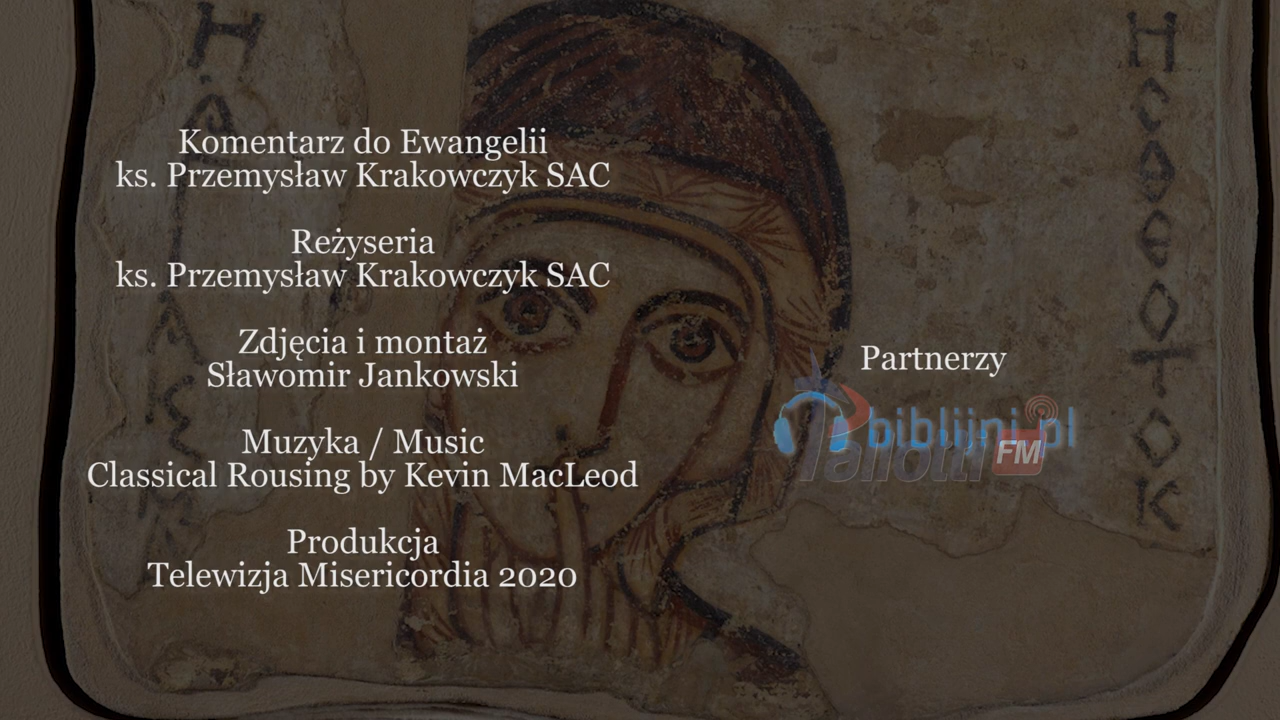 Komentarz do Ewangelii
ks. Przemysław Krakowczyk SAC
Reżyseria
ks. Przemysław Krakowczyk SAC
Zdjęcia i montaż
Sławomir Jankowski
Muzyka / Music
Classical Rousing by Kevin MacLeod
Produkcja
Telewizja Misericordia 2020
Partnerzy
biblijni.pl
Pallotti FM